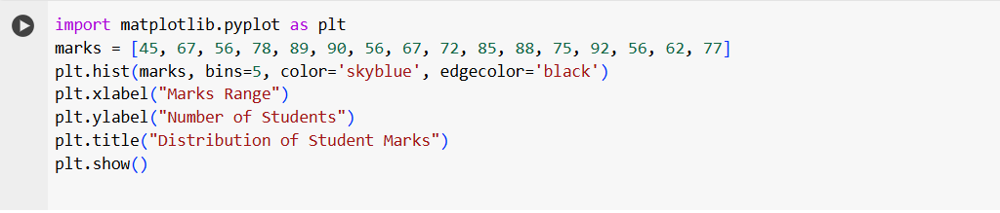 import matplotlib.pyplot as plt
marks = [45, 67, 56, 78, 89, 90, 56, 67, 72, 85, 88, 75, 92, 56, 62, 77]
plt.hist(marks, bins=5, color='skyblue', edgecolor='black')
plt.xlabel("Marks Range")
plt.ylabel("Number of Students")
plt.title("Distribution of Student Marks")
plt.show()